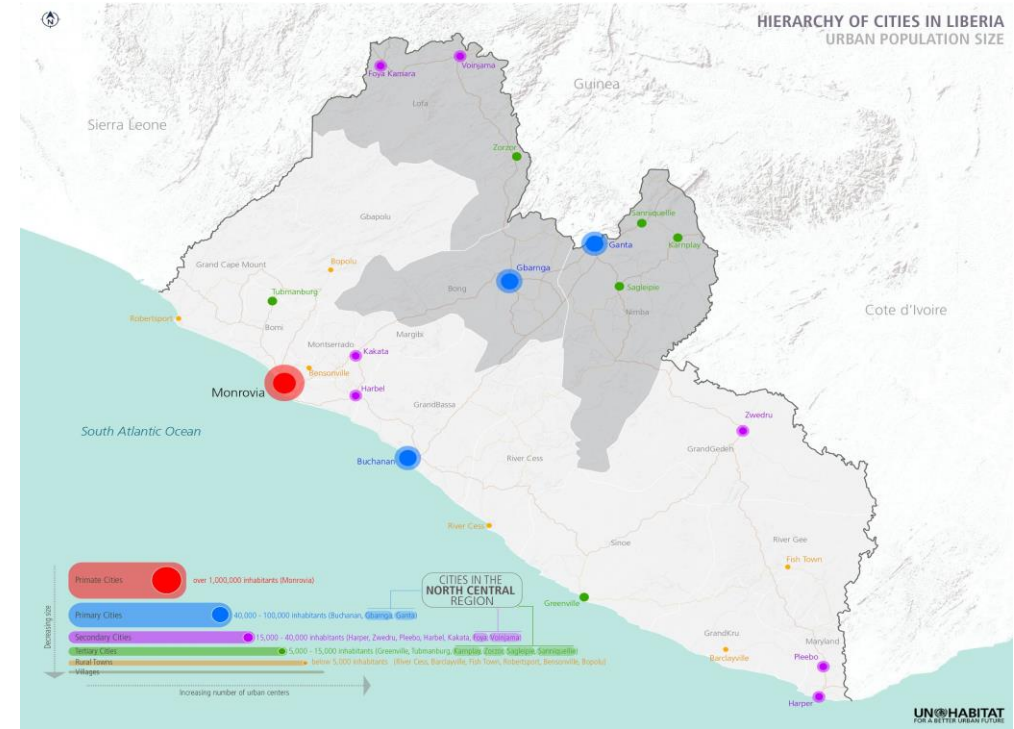 N
HIERARCHY OF CITIES IN LIBERIA
URBAN POPULATION SIZE
Foya Kamara
Voinjama
Guinea
Lofa
Sierra Leone
Zorzor
Gbapolu
Sanniquellie
Ganta
Karnplay
Grand Cape Mount
Bopolu
Gbarnga
Tubmanburg
Bong
Sagleipie
Nimba
Cote d'Ivoire
Robertsport
Bomi
Margibi
Montserrado
Kakata
Bensonville
Monrovia
Harbel
GrandBassa
Zwedru
South Atlantic Ocean
GrandGedeh
Buchanan
River Cess
River Cess
Sinoe
River Gee
Fish Town
Greenville
GrandKru
Maryland
Barclayville
Pleebo
Harper
Decreasing size
Primate Cities
over 1,000,000 inhabitants (Monrovia)
CITIES IN THE
NORTH CENTRAL
REGION
Primary Cities
40,000 - 100,000 inhabitants (Buchanan, Gbarnga, Ganta)
Secondary Cities
15,000 - 40,000 inhabitants (Harper, Zwedru, Pleebo, Harbel, Kakata, Foya, Voinjama)
Tertiary Cities
5,000 - 15,000 inhabitants (Greenville, Tubmanburg, Karnplay, Zorzor, Sagleipie, Sanniquellie)
Rural Towns
below 5,000 inhabitants (River Cess, Barclayville, Fish Town, Robertsport, Bensonville, Bopolu)
Villages
Increasing number of urban centers
UN HABITAT
FOR A BETTER URBAN FUTURE